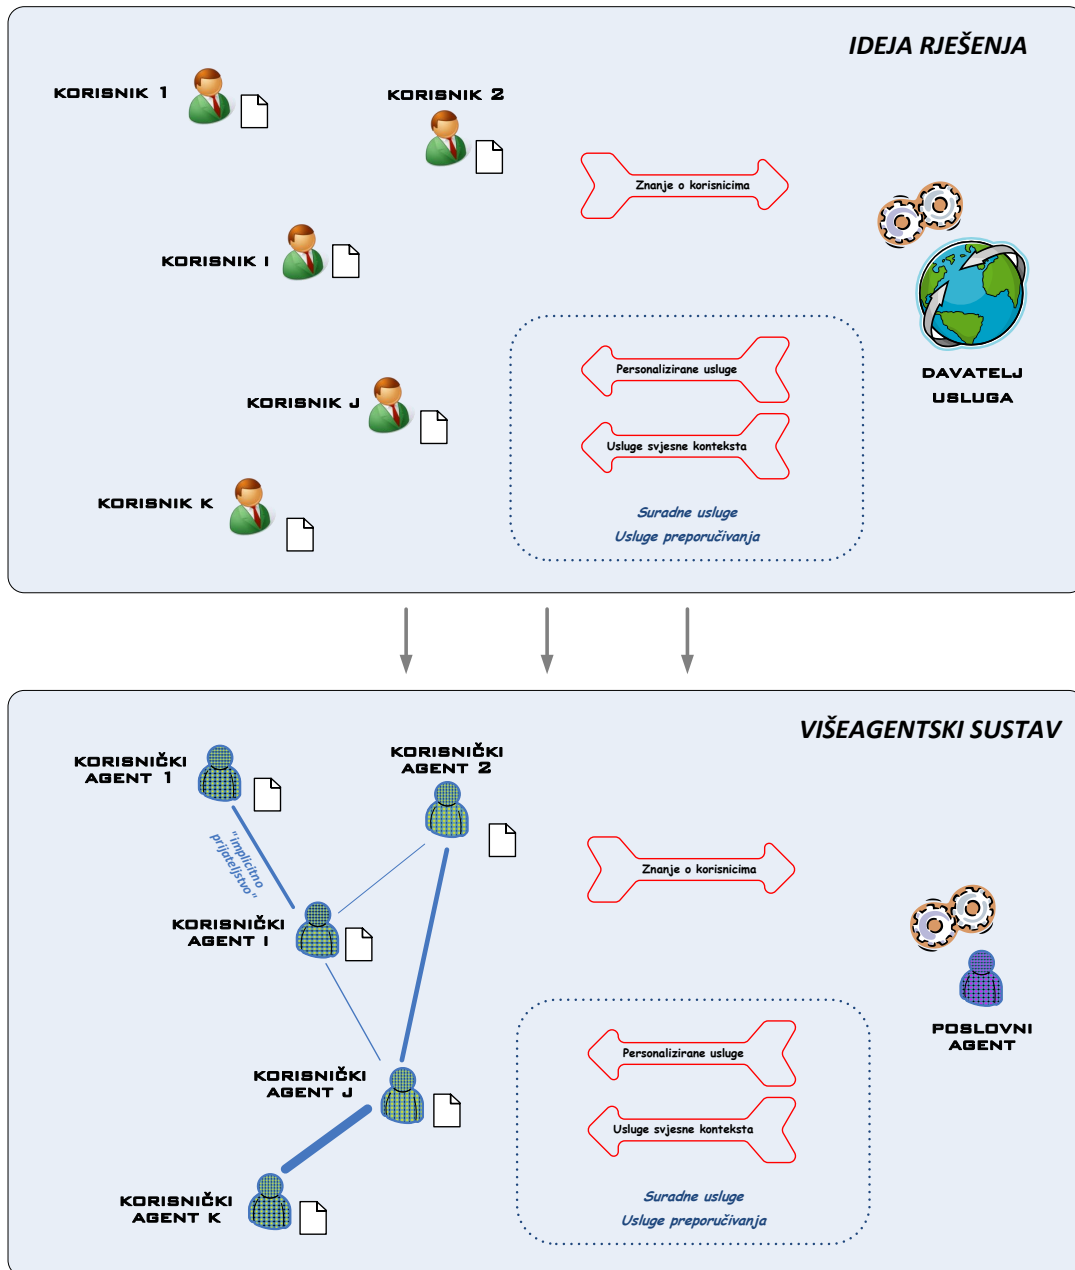 IDEJA RJEŠENJA
KORISNIK 1
KORISNIK 2
Znanje o korisicima
KORISNIK I
Personalizirane usluge
DAVATELJ
USLUGA
KORISNIK J
Usluge svjesne konteksta
KORISNIK K
Suradne usluge
Usluge preporučivanja
VIŠEAGENTSKI SUSTAV
KORISNIČKI
AGENT 1
KORISNIČKI
AGENT 2
"implicitno
prijateljstvo"
Znanje o korisicima
KORISNIČKI
AGENT I
POSLOVNI
AGENT
Personalizirane usluge
KORISNIČKI
AGENT J
Usluge svjesne konteksta
KORISNIČKI
AGENT K
Suradne usluge
Usluge preporučivanja